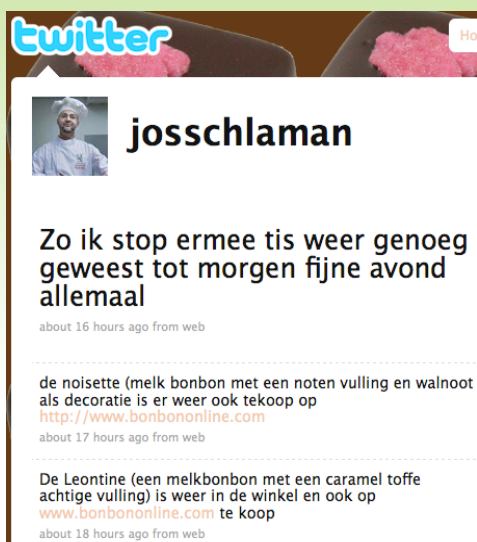 twitter
Ho
josschlaman
Zo ik stop ermee tis weer genoeg
geweest tot morgen fijne avond
allemaal
about 16 hours ago from web
de noisette (melk bonbon met een noten vulling en walnoot
als decoratie is er weer ook tekoop op
http://www.bonbononline.com
about 17 hours ago from web
De Leontine (een melkbonbon met een caramel toffe
achtige vulling) is weer in de winkel en ook op
www.bonbononline.com te koop
about 18 hours ago from web